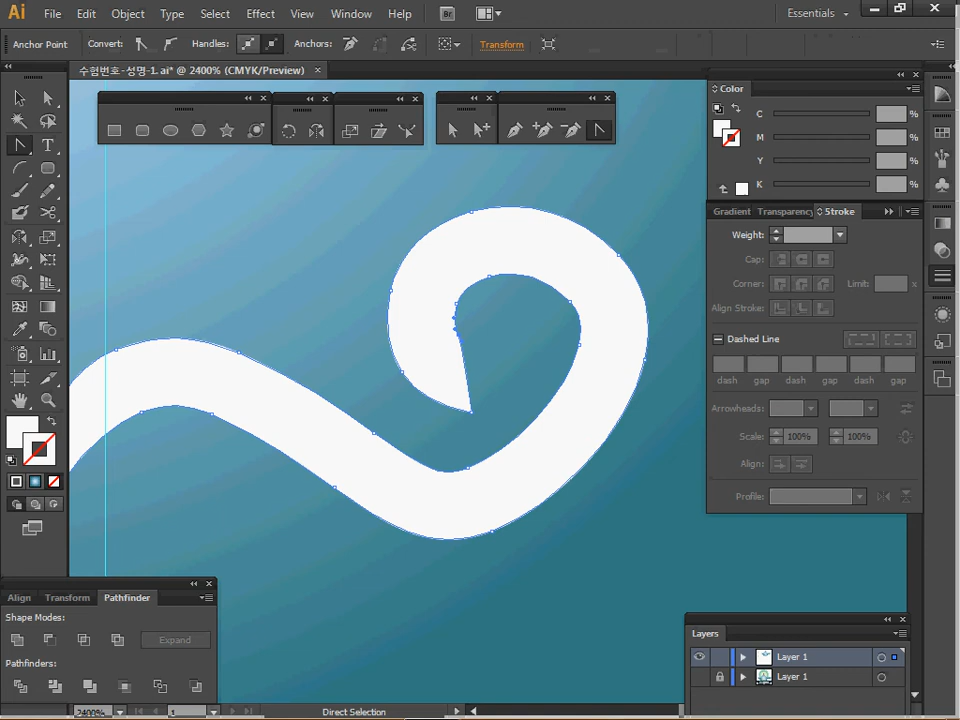 Ai File Edit Object Type Select Effect View Window Help Br Essentials
Anchor Point Convert: Handles: Anchors: Transform
수험번호-성명-1. ai* @ 2400% (CMYK/Preview) ×
Color
C %
M %
Y %
K %
Gradient Transparency Stroke
Weight:
Cap:
Corner: Limit: x
Align Stroke:
Dashed Line
dash gap dash gap dash gap
Arrowheads:
Scale: 100% 100%
Align:
Profile:
Align Transform Pathfinder
Shape Modes:
Expand
Pathfinders:
Layers
Layer 1
Layer 1
2400% 1 Direct Selection